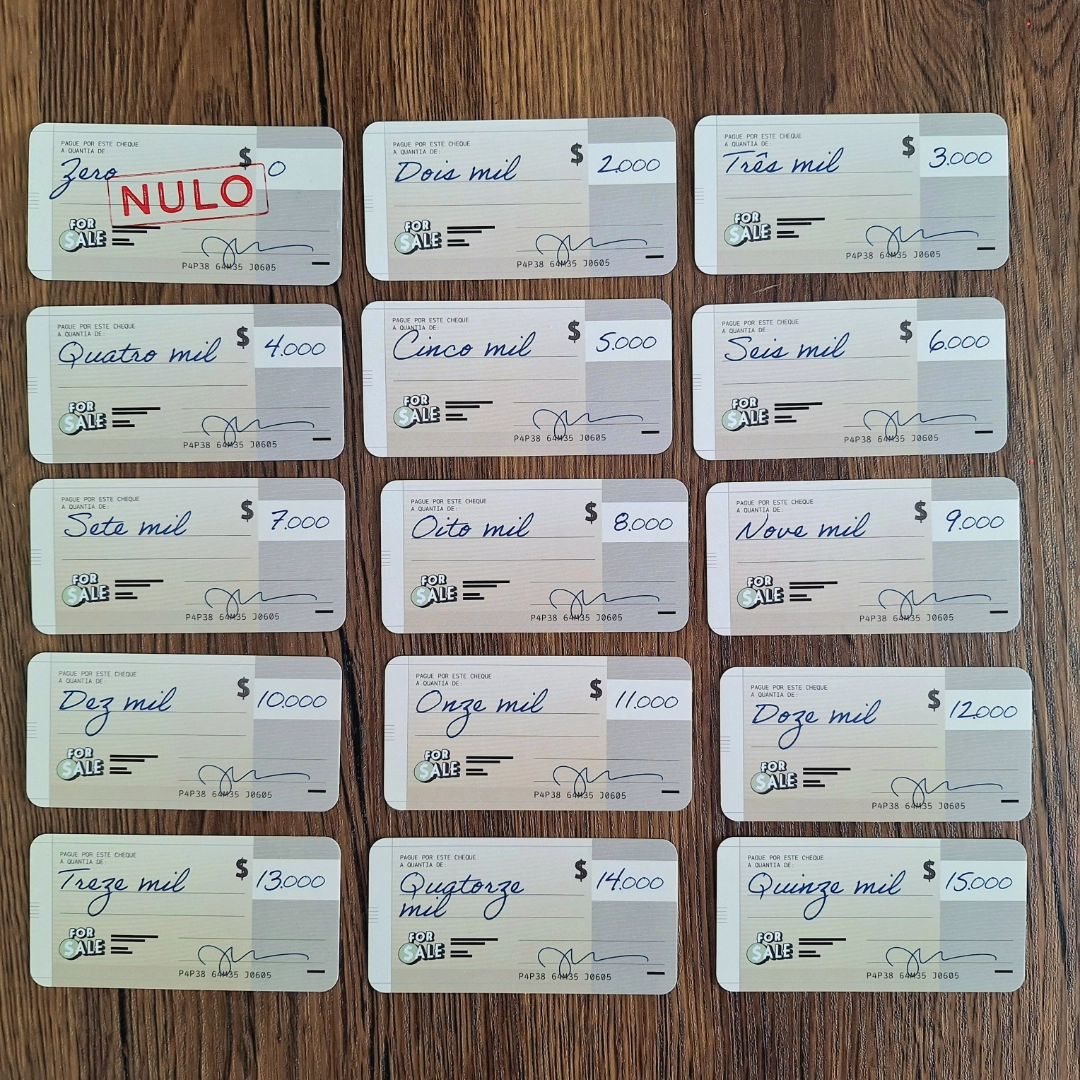 PAGUE POR ESTE CHEQUE
A QUANTIA DE:
Zero
$ 0
NULO
FOR
SALE
P4P38 64M35 J0605
PAGUE POR ESTE CHEQUE
A QUANTIA DE:
Dois mil
$ 2.000
FOR
SALE
P4P38 64M35 J0605
PAGUE POR ESTE CHEQUE
A QUANTIA DE:
Três mil
$ 3.000
FOR
SALE
P4P38 64M35 J0605
PAGUE POR ESTE CHEQUE
A QUANTIA DE:
Quatro mil
$ 4.000
FOR
SALE
P4P38 64M35 J0605
PAGUE POR ESTE CHEQUE
A QUANTIA DE:
Cinco mil
$ 5.000
FOR
SALE
P4P38 64M35 J0605
PAGUE POR ESTE CHEQUE
A QUANTIA DE:
Seis mil
$ 6.000
FOR
SALE
P4P38 64M35 J0605
PAGUE POR ESTE CHEQUE
A QUANTIA DE:
Sete mil
$ 7.000
FOR
SALE
P4P38 64M35 J0605
PAGUE POR ESTE CHEQUE
A QUANTIA DE:
Oito mil
$ 8.000
FOR
SALE
P4P38 64M35 J0605
PAGUE POR ESTE CHEQUE
A QUANTIA DE:
Nove mil
$ 9.000
FOR
SALE
P4P38 64M35 J0605
PAGUE POR ESTE CHEQUE
A QUANTIA DE:
Dez mil
$ 10.000
FOR
SALE
P4P38 64M35 J0605
PAGUE POR ESTE CHEQUE
A QUANTIA DE:
Onze mil
$ 11.000
FOR
SALE
P4P38 64M35 J0605
PAGUE POR ESTE CHEQUE
A QUANTIA DE:
Doze mil
$ 12.000
FOR
SALE
P4P38 64M35 J0605
PAGUE POR ESTE CHEQUE
A QUANTIA DE:
Treze mil
$ 13.000
FOR
SALE
P4P38 64M35 J0605
PAGUE POR ESTE CHEQUE
A QUANTIA DE:
Quatorze
mil
$ 14.000
FOR
SALE
P4P38 64M35 J0605
PAGUE POR ESTE CHEQUE
A QUANTIA DE:
Quinze mil
$ 15.000
FOR
SALE
P4P38 64M35 J0605